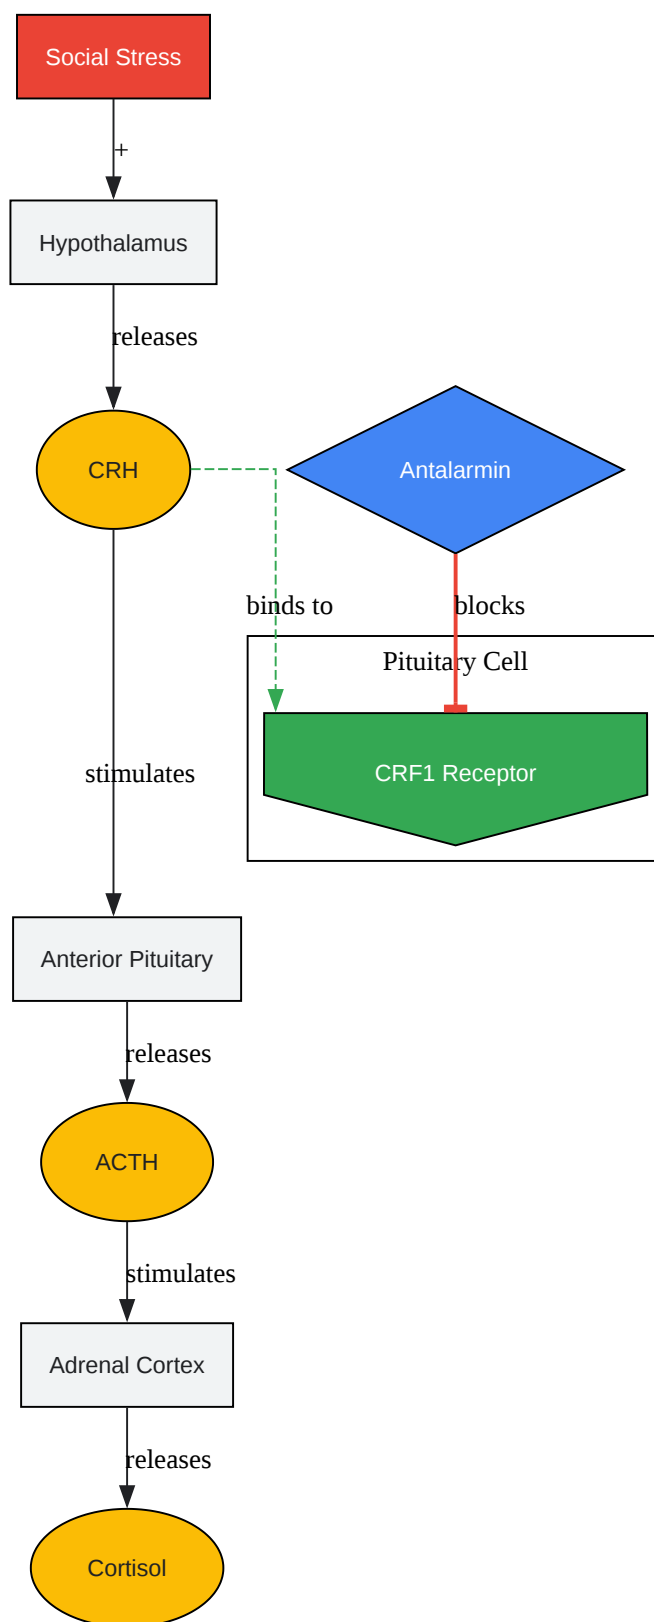 Social Stress
+
Hypothalamus
releases
CRH
Antalarmin
binds to
blocks
Pituitary Cell
stimulates
CRF1 Receptor
Anterior Pituitary
releases
ACTH
stimulates
Adrenal Cortex
releases
Cortisol